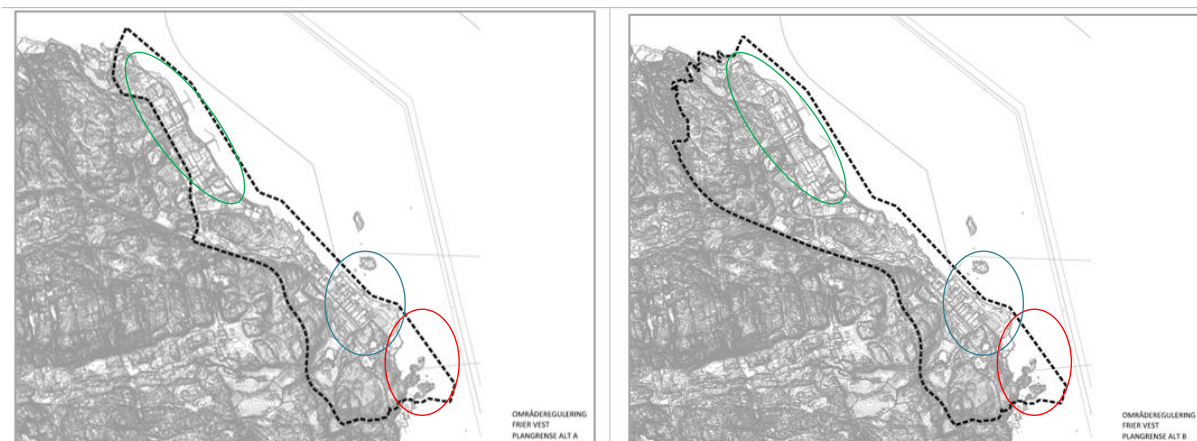 OMRÅDEREGULERING
FRIER VEST
PLANGRENSE ALT A
OMRÅDEREGULERING
FRIER VEST
PLANGRENSE ALT B